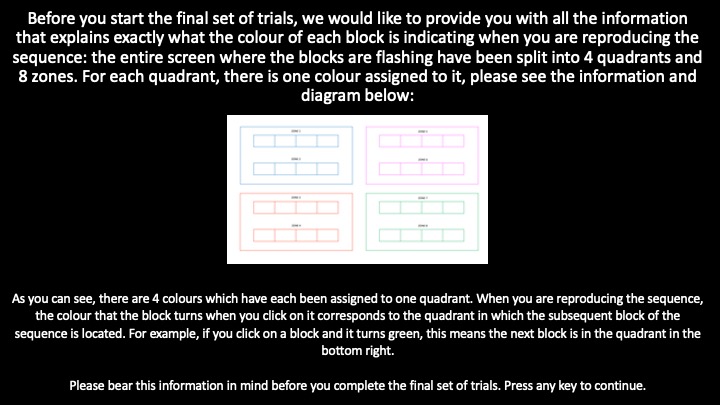 Before you start the final set of trials, we would like to provide you with all the information
that explains exactly what the colour of each block is indicating when you are reproducing the
sequence: the entire screen where the blocks are flashing have been split into 4 quadrants and
8 zones. For each quadrant, there is one colour assigned to it, please see the information and
diagram below:
As you can see, there are 4 colours which have each been assigned to one quadrant. When you are reproducing the sequence,
the colour that the block turns when you click on it corresponds to the quadrant in which the subsequent block of the
sequence is located. For example, if you click on a block and it turns green, this means the next block is in the quadrant in the
bottom right.
Please bear this information in mind before you complete the final set of trials. Press any key to continue.